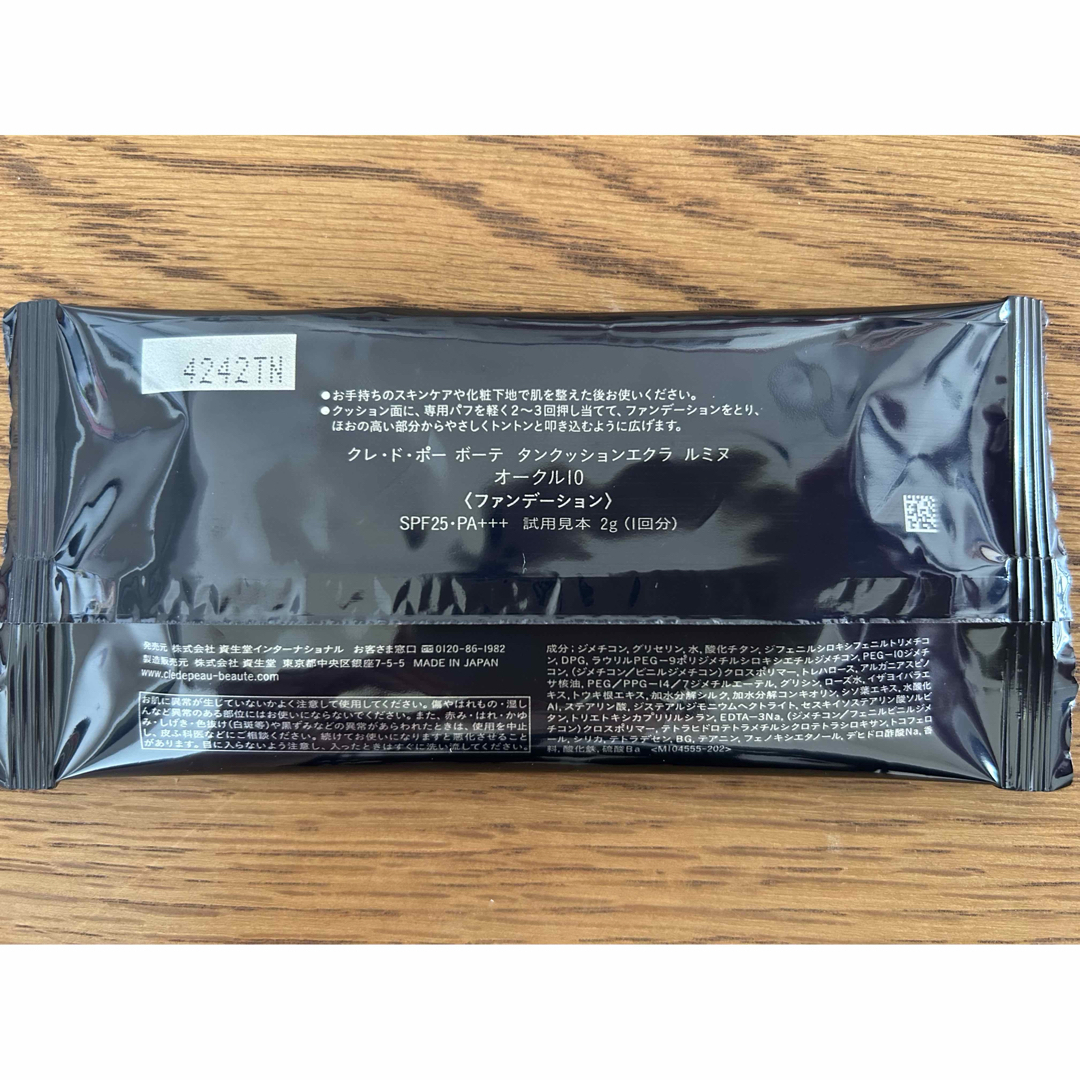 4242TN
●お手持ちのスキンケアや化粧下地で肌を整えた後お使いください。
●クッション面に、専用パフを軽く2〜3回押し当てて、ファンデーションをとり、
ほおの高い部分からやさしくトントンと叩き込むように広げます。
クレ・ド・ポー ボーテ タンクッションエクラ ルミヌ
オークル10
〈ファンデーション〉
SPF25・PA+++ 試用見本 2g (1回分)
発売元 株式会社 資生堂インターナショナル お客さま窓口 0120-86-1982
製造販売元 株式会社 資生堂 東京都中央区銀座7-5-5 MADE IN JAPAN
www.cledepeau-beaute.com
お肌に異常が生じていないかよく注意して使用してください。傷やはれもの・湿し
んなど異常のある部位にはお使いにならないでください。また、赤み・はれ・かゆ
み・しげき・色抜け(白斑等)や黒ずみなどの異常があらわれたときは、使用を中止
し、皮ふ科医などにご相談ください。続けてお使いになりますと悪化させること
があります。目に入らないよう注意し、入ったときはすぐに洗い流してください。
成分:ジメチコン,グリセリン,水,酸化チタン,ジフェニルシロキシフェニルトリメチコ
ン,DPG,ラウリルPEG-9ポリジメチルシロキシエチルジメチコン,PEG-10ジメチ
コン,(ジメチコン/ビニルジメチコン)クロスポリマー,トレハロース,アルガニアスピノ
サ核油,PEG/PPG-14/7ジメチルエーテル,グリシン,ローズ水,イザヨイバラエ
キス,トウキ根エキス,加水分解シルク,加水分解コンキオリン,シソ葉エキス,水酸化
Al,ステアリン酸,ジステアルジモニウムヘクトライト,セスキイソステアリン酸ソルビ
タン,トリエトキシカプリリルシラン,EDTA-3Na,(ジメチコン/フェニルビニルジメ
チコン)クロスポリマー,テトラヒドロテトラメチルシクロテトラシロキサン,トコフェロ
ール,シリカ,テトラデセン,BG,テアニン,フェノキシエタノール,デヒドロ酢酸Na,香
料,酸化鉄,硫酸Ba <M104555-202>